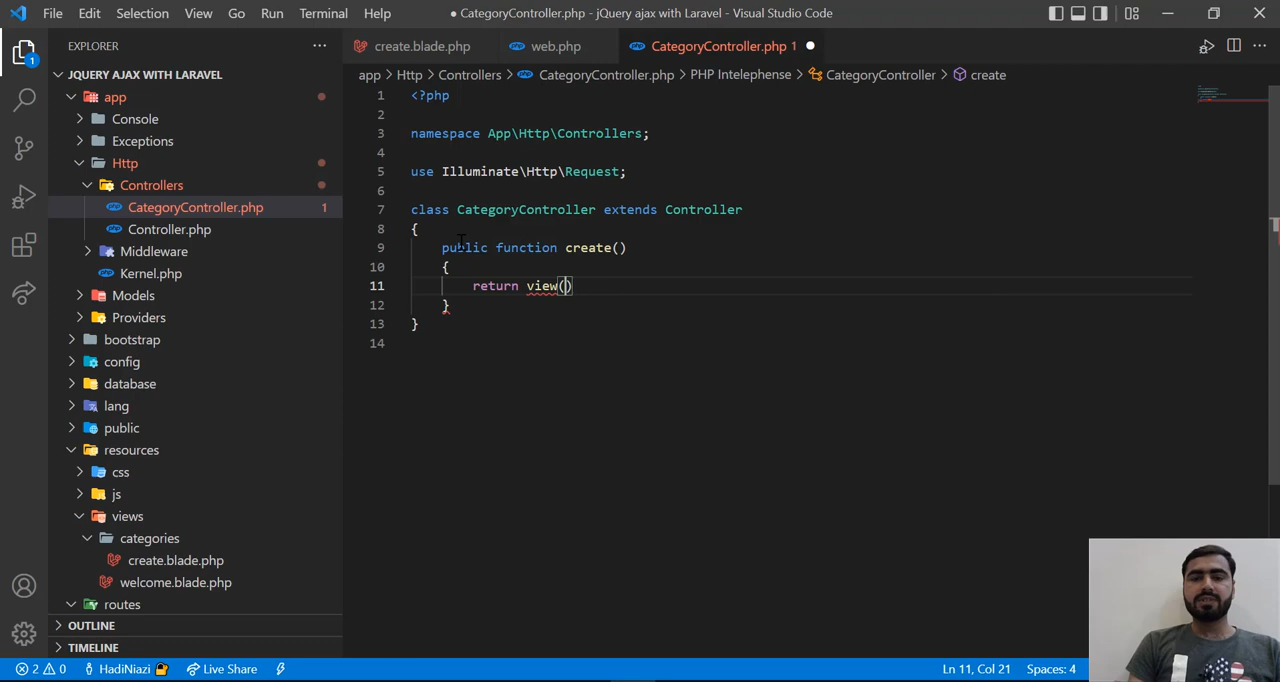 File Edit Selection View Go Run Terminal Help
● CategoryController.php - jQuery ajax with Laravel - Visual Studio Code
EXPLORER
create.blade.php
web.php
CategoryController.php 1
JQUERY AJAX WITH LARAVEL
app > Http > Controllers > CategoryController.php > PHP Intelephense > CategoryController > create
app
Console
Exceptions
Http
Controllers
CategoryController.php 1
Controller.php
Middleware
Kernel.php
Models
Providers
bootstrap
config
database
lang
public
resources
css
js
views
categories
create.blade.php
welcome.blade.php
routes
OUTLINE
TIMELINE
1
1 <?php
2
3 namespace App\Http\Controllers;
4
5 use Illuminate\Http\Request;
6
7 class CategoryController extends Controller
8 {
9 public function create()
10 {
11 return view()
12 }
13 }
14
2 0 HadiNiazi Live Share
Ln 11, Col 21 Spaces: 4